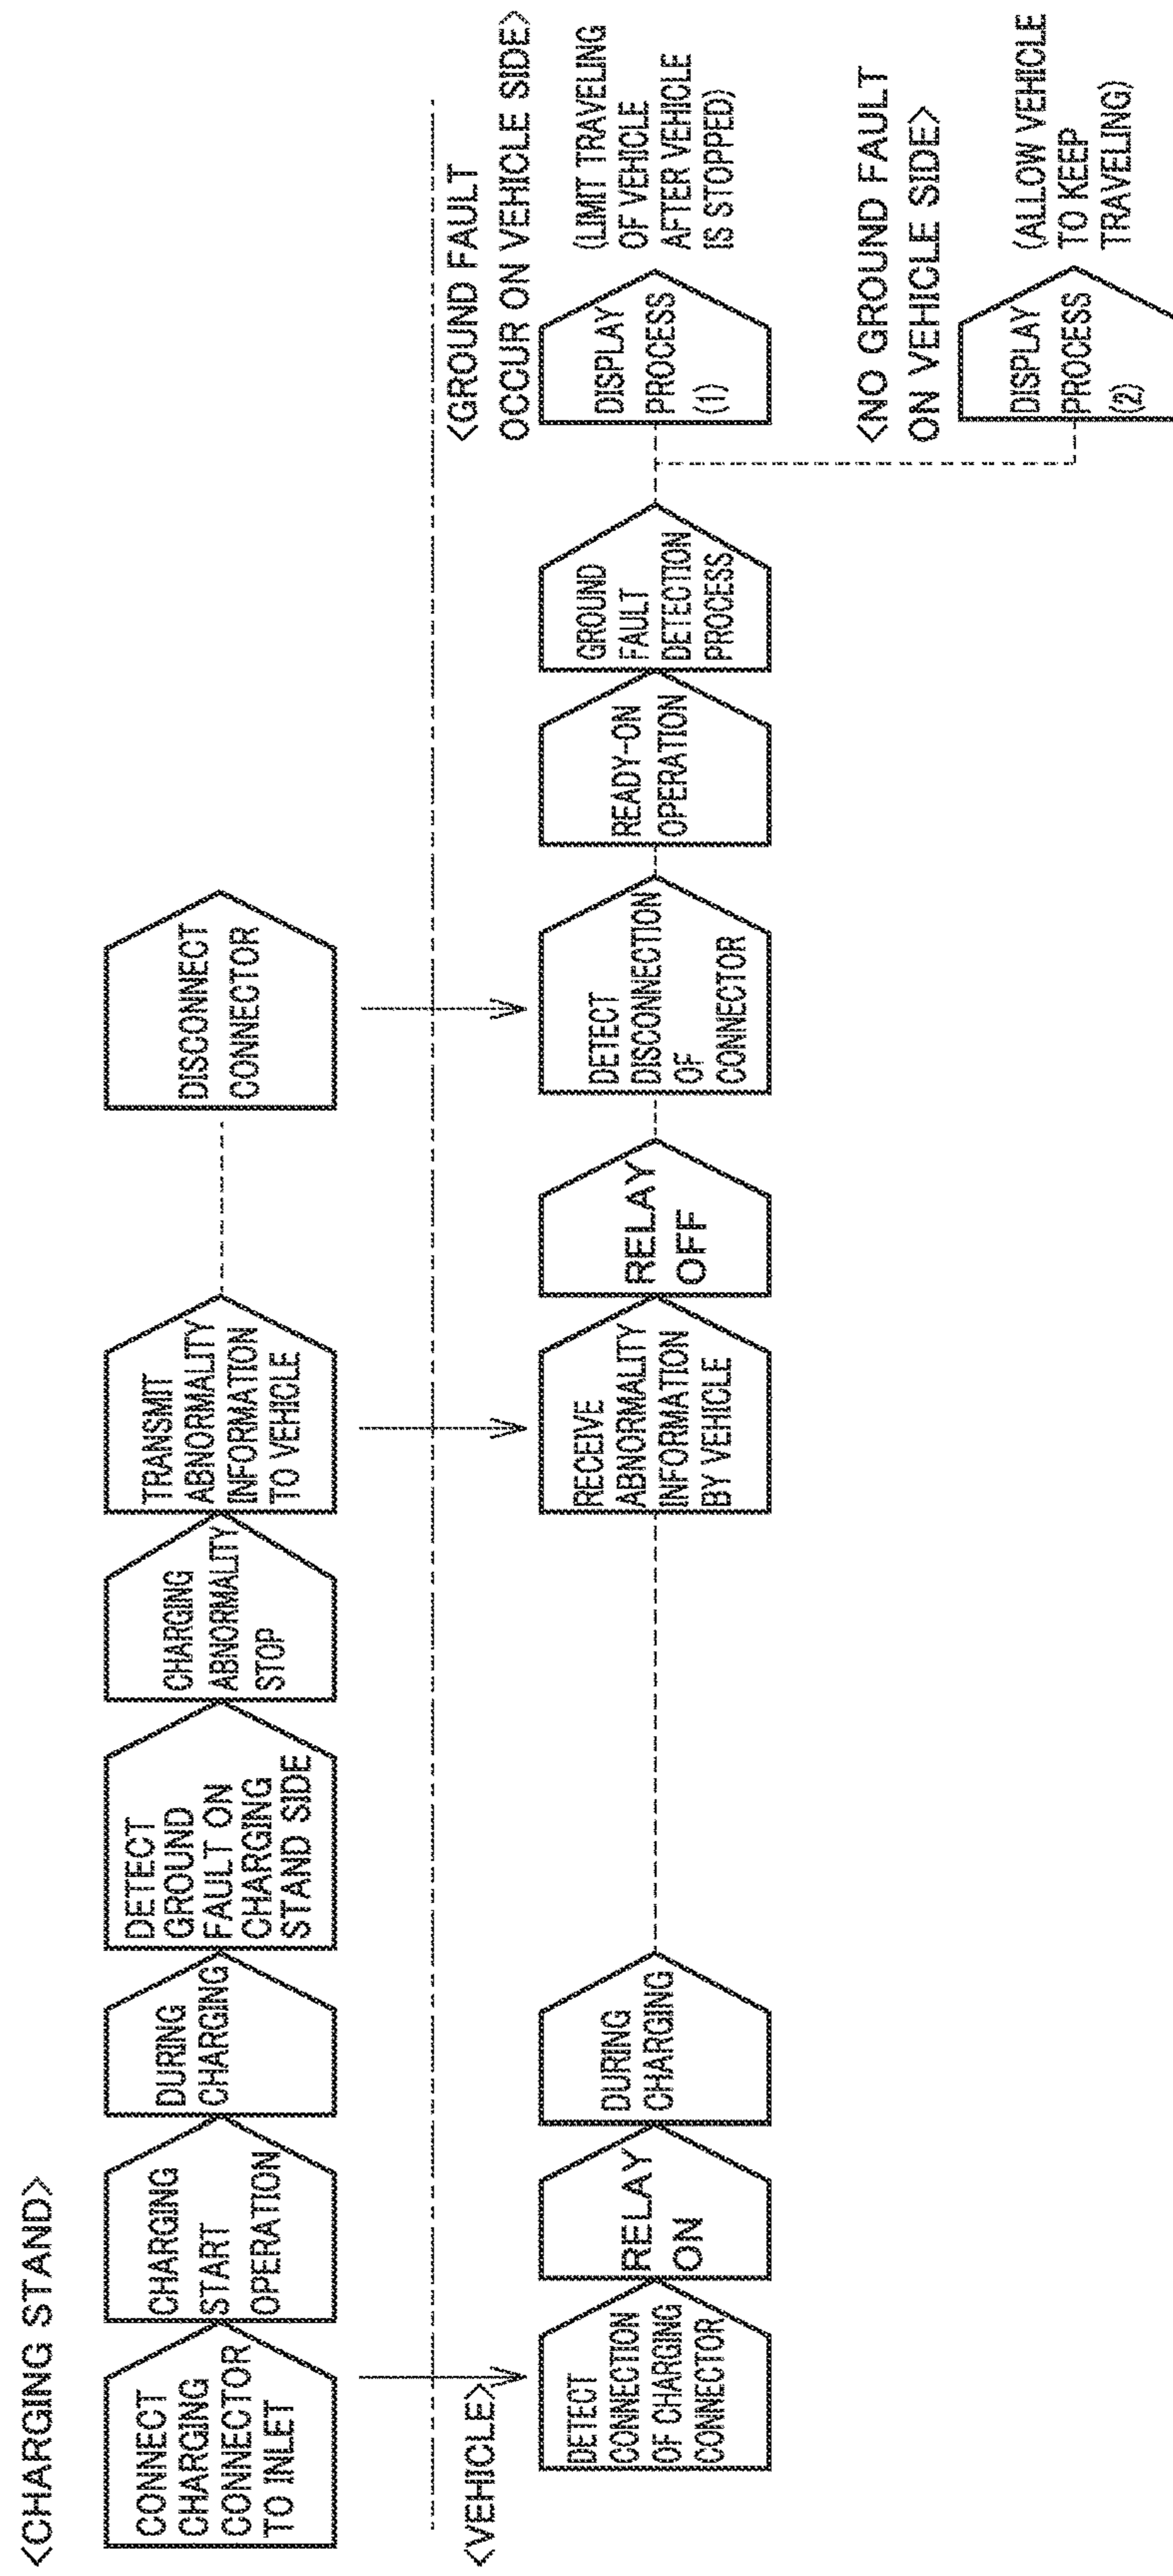 <CHARGING STAND>
CONNECT
CHARGING
CONNECTOR
TO INLET
CHARGING
START
OPERATION
DURING
CHARGING
DETECT
GROUND
FAULT ON
CHARGING
STAND SIDE
CHARGING
ABNORMALITY
STOP
TRANSMIT
ABNORMALITY
INFORMATION
TO VEHICLE
DISCONNECT
CONNECTOR
<VEHICLE>
DETECT
CONNECTION
OF CHARGING
CONNECTOR
RELAY
ON
DURING
CHARGING
RECEIVE
ABNORMALITY
INFORMATION
BY VEHICLE
RELAY
OFF
DETECT
DISCONNECTION
OF
CONNECTOR
READY-ON
OPERATION
GROUND
FAULT
DETECTION
PROCESS
<GROUND FAULT
OCCUR ON VEHICLE SIDE>
DISPLAY
PROCESS
(1)
(LIMIT TRAVELING
OF VEHICLE
AFTER VEHICLE
IS STOPPED)
<NO GROUND FAULT
ON VEHICLE SIDE>
DISPLAY
PROCESS
(2)
(ALLOW VEHICLE
TO KEEP
TRAVELING)